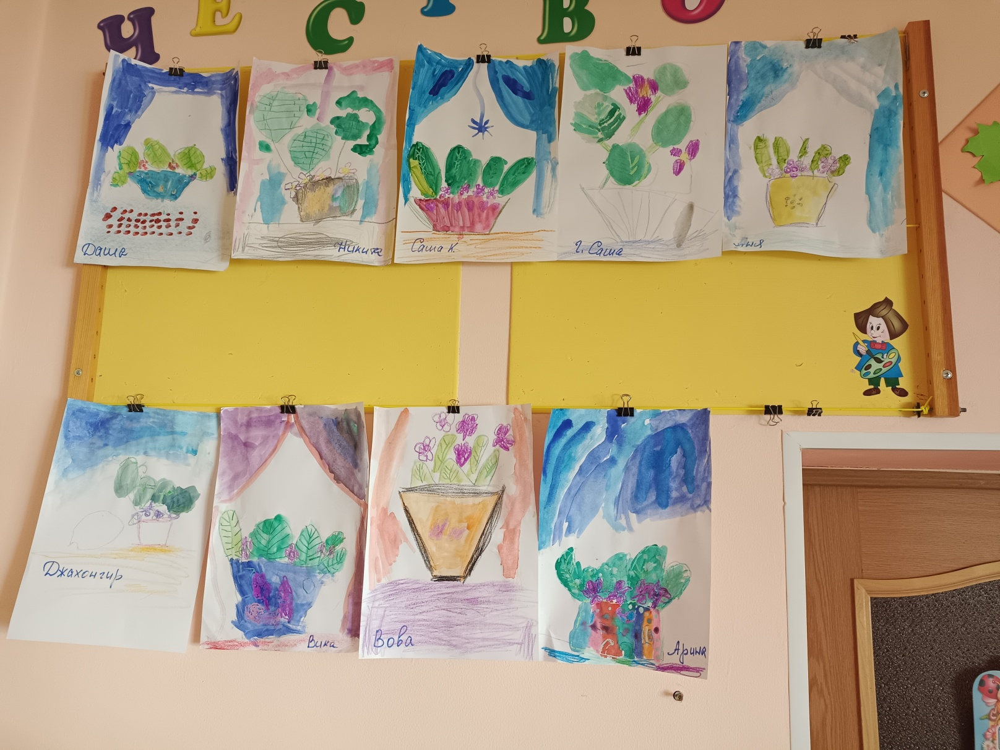 Ч Е С Т В О
Даша
Никита
Саша К.
Г. Саша
Джахонгир
Вика
Вова
Арина